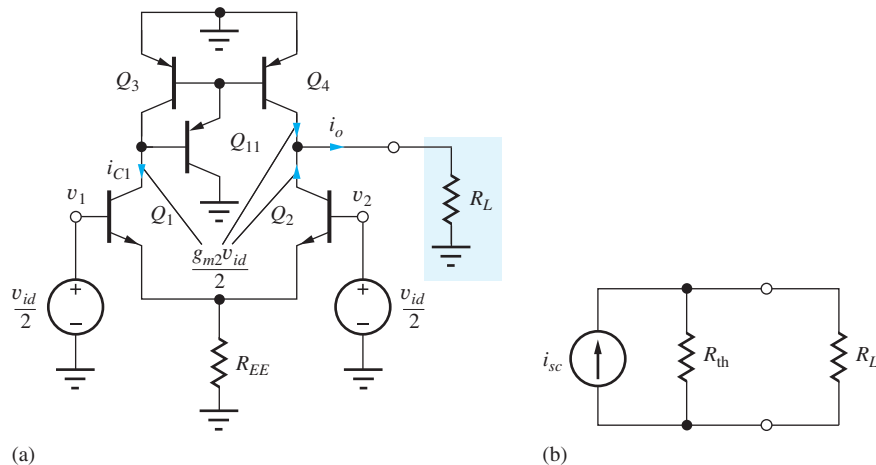 Q3 Q4
Q11
io
iC1
v1 v2
Q1 Q2
RL
gm2vid
2
vid
2
+
−
vid
2
+
−
REE
isc
Rth
RL
(a)
(b)